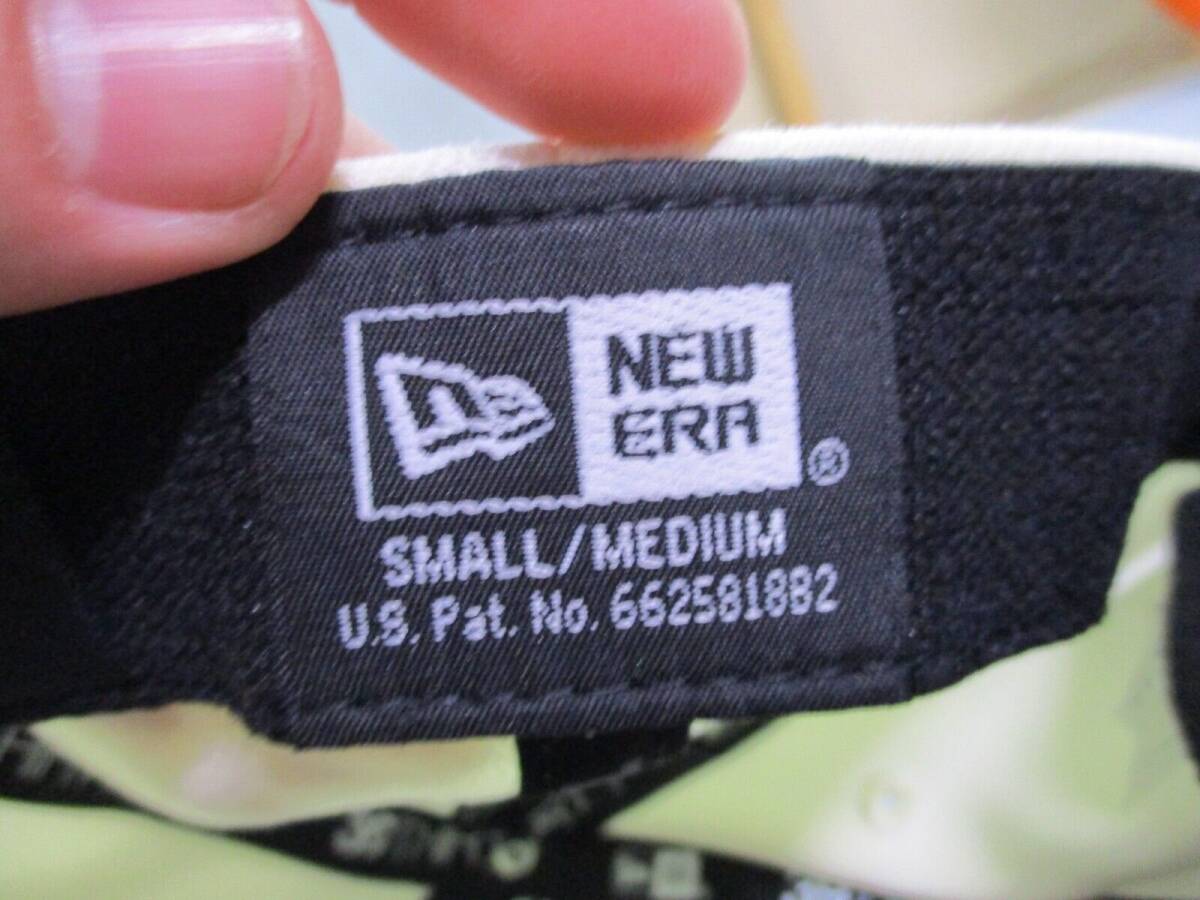 NEW
ERA
®
SMALL/MEDIUM
U.S. Pat. No. 662581882